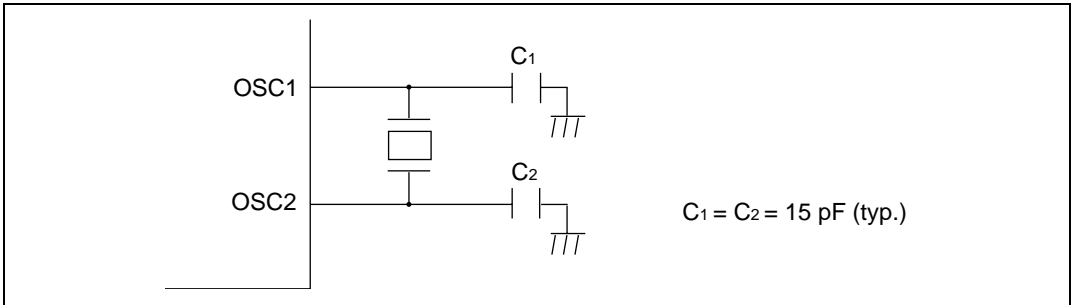 C1
OSC1
C2
OSC2
C1 = C2 = 15 pF (typ.)